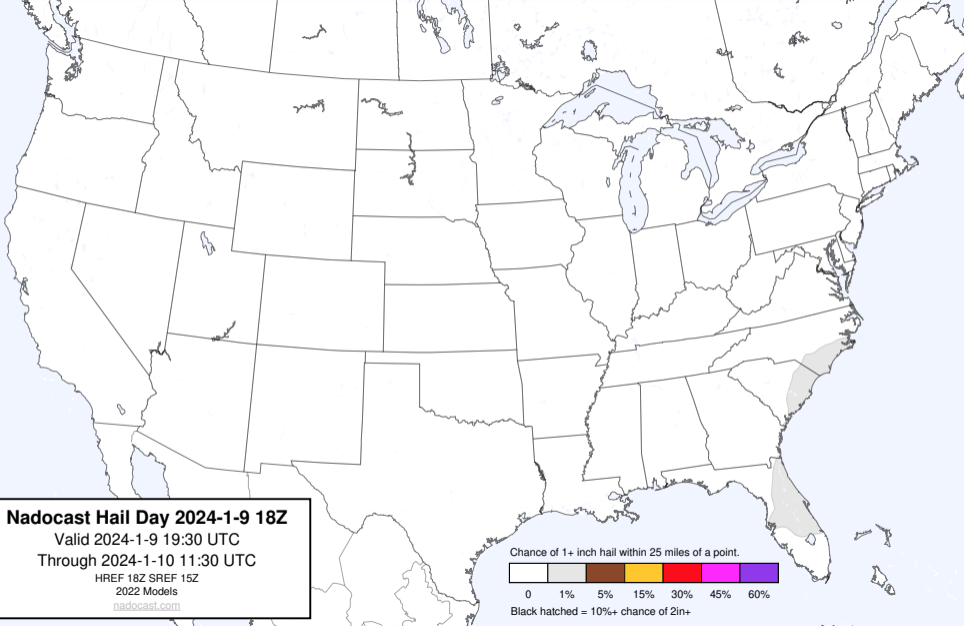 Nadocast Hail Day 2024-1-9 18Z
Valid 2024-1-9 19:30 UTC
Through 2024-1-10 11:30 UTC
HREF 18Z SREF 15Z
2022 Models
nadocast.com
Chance of 1+ inch hail within 25 miles of a point.
0 1% 5% 15% 30% 45% 60%
Black hatched = 10%+ chance of 2in+